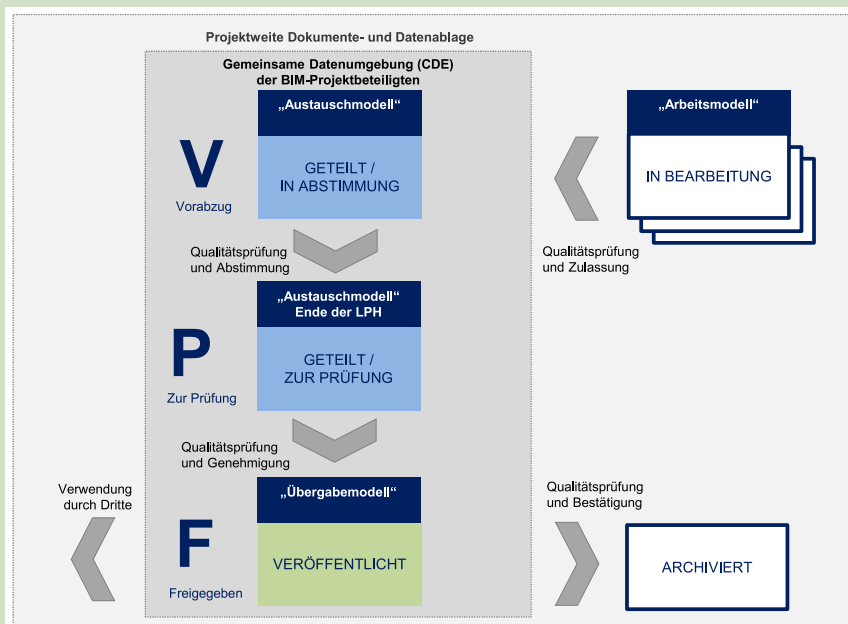 Projektweite Dokumente- und Datenablage
Gemeinsame Datenumgebung (CDE)
der BIM-Projektbeteiligten
„Austauschmodell“
„Arbeitsmodell“
V
Vorabzug
GETEILT /
IN ABSTIMMUNG
IN BEARBEITUNG
Qualitätsprüfung
und Abstimmung
Qualitätsprüfung
und Zulassung
„Austauschmodell“
Ende der LPH
P
Zur Prüfung
GETEILT /
ZUR PRÜFUNG
Qualitätsprüfung
und Genehmigung
Verwendung
durch Dritte
„Übergabemodell“
Qualitätsprüfung
und Bestätigung
F
Freigegeben
VERÖFFENTLICHT
ARCHIVIERT